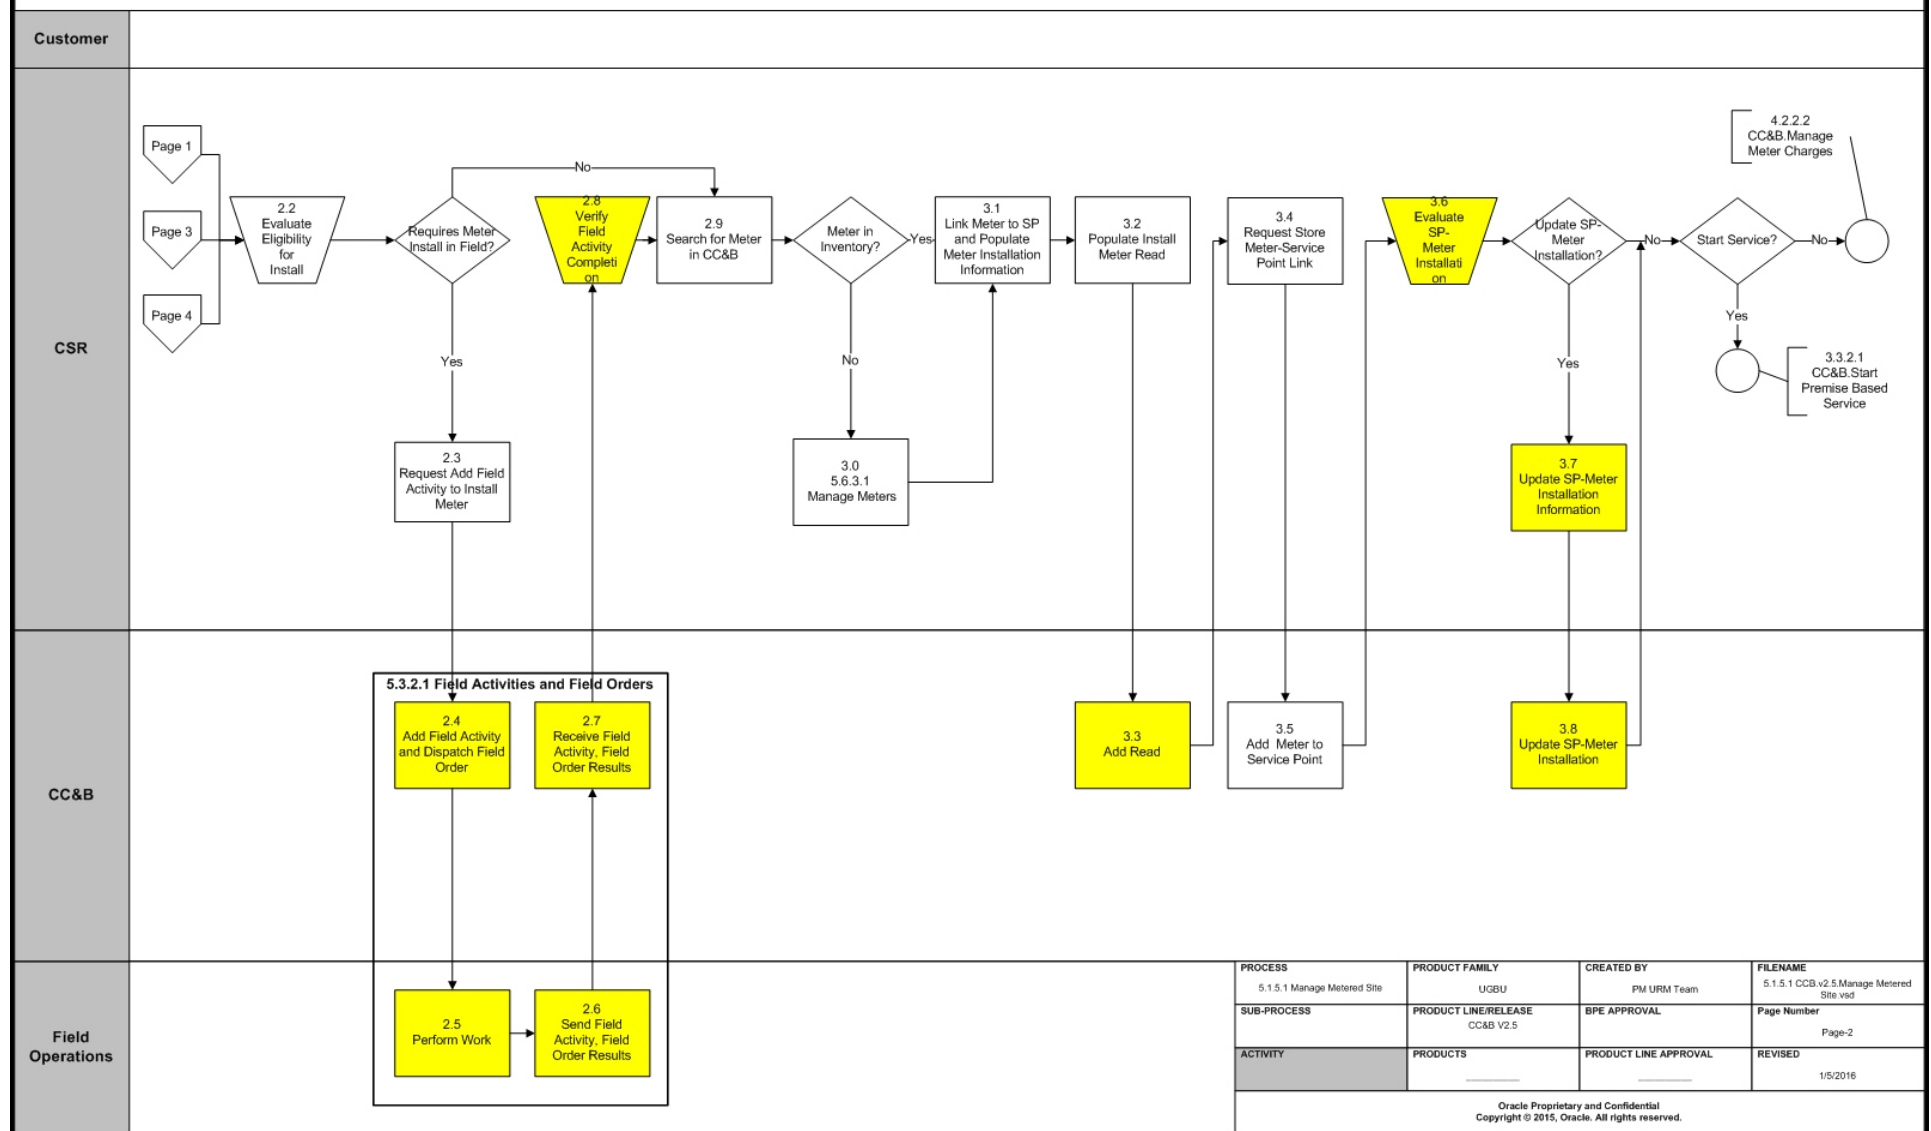 Customer
CSR
Page 1
Page 3
Page 4
2.2
Evaluate
Eligibility
for
Install
Requires Meter
Install in Field?
No
Yes
2.3
Request Add Field
Activity to Install
Meter
2.8
Verify
Field
Activity
Completi
on
2.9
Search for Meter
in CC&B
Meter in
Inventory?
Yes
No
3.0
5.6.3.1
Manage Meters
3.1
Link Meter to SP
and Populate
Meter Installation
Information
3.2
Populate Install
Meter Read
3.4
Request Store
Meter-Service
Point Link
3.6
Evaluate
SP-
Meter
Installati
on
Update SP-
Meter
Installation?
No
Yes
3.7
Update SP-Meter
Installation
Information
Start Service?
No
Yes
4.2.2.2
CC&B.Manage
Meter Charges
3.3.2.1
CC&B.Start
Premise Based
Service
CC&B
5.3.2.1 Field Activities and Field Orders
2.4
Add Field Activity
and Dispatch Field
Order
2.7
Receive Field
Activity, Field
Order Results
3.3
Add Read
3.5
Add Meter to
Service Point
3.8
Update SP-Meter
Installation
Field
Operations
2.5
Perform Work
2.6
Send Field
Activity, Field
Order Results
PROCESS
5.1.5.1 Manage Metered Site
PRODUCT FAMILY
UGBU
CREATED BY
PM URM Team
FILENAME
5.1.5.1 CCB.v2.5.Manage Metered
Site.vsd
SUB-PROCESS
PRODUCT LINE/RELEASE
CC&B V2.5
BPE APPROVAL
Page Number
Page-2
ACTIVITY
PRODUCTS
PRODUCT LINE APPROVAL
REVISED
1/5/2016
Oracle Proprietary and Confidential
Copyright © 2015, Oracle. All rights reserved.